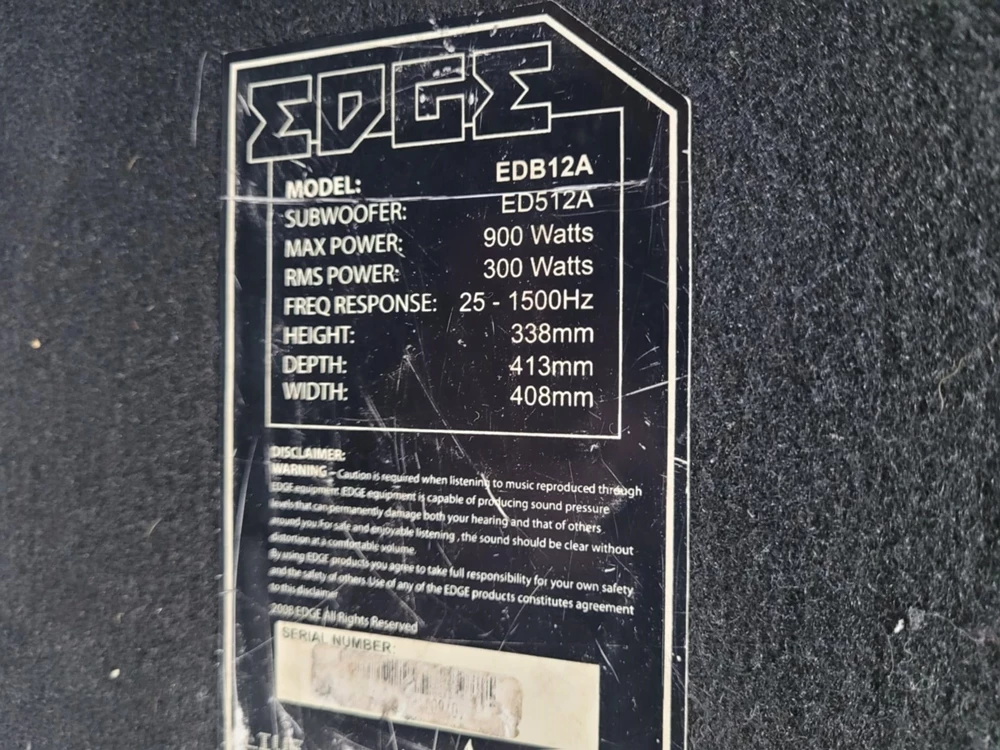 EDGE
MODEL: EDB12A
SUBWOOFER: ED512A
MAX POWER: 900 Watts
RMS POWER: 300 Watts
FREQ RESPONSE: 25 - 1500Hz
HEIGHT: 338mm
DEPTH: 413mm
WIDTH: 408mm
DISCLAIMER:
WARNING - Caution is required when listening to music reproduced through
EDGE equipment. EDGE equipment is capable of producing sound pressure
levels that can permanently damage both your hearing and that of others
around you. For safe and enjoyable listening , the sound should be clear without
distortion at a comfortable volume.
By using EDGE products you agree to take full responsibility for your own safety
and the safety of others. Use of any of the EDGE products constitutes agreement
to this disclaimer
2008 EDGE All Rights Reserved
SERIAL NUMBER: